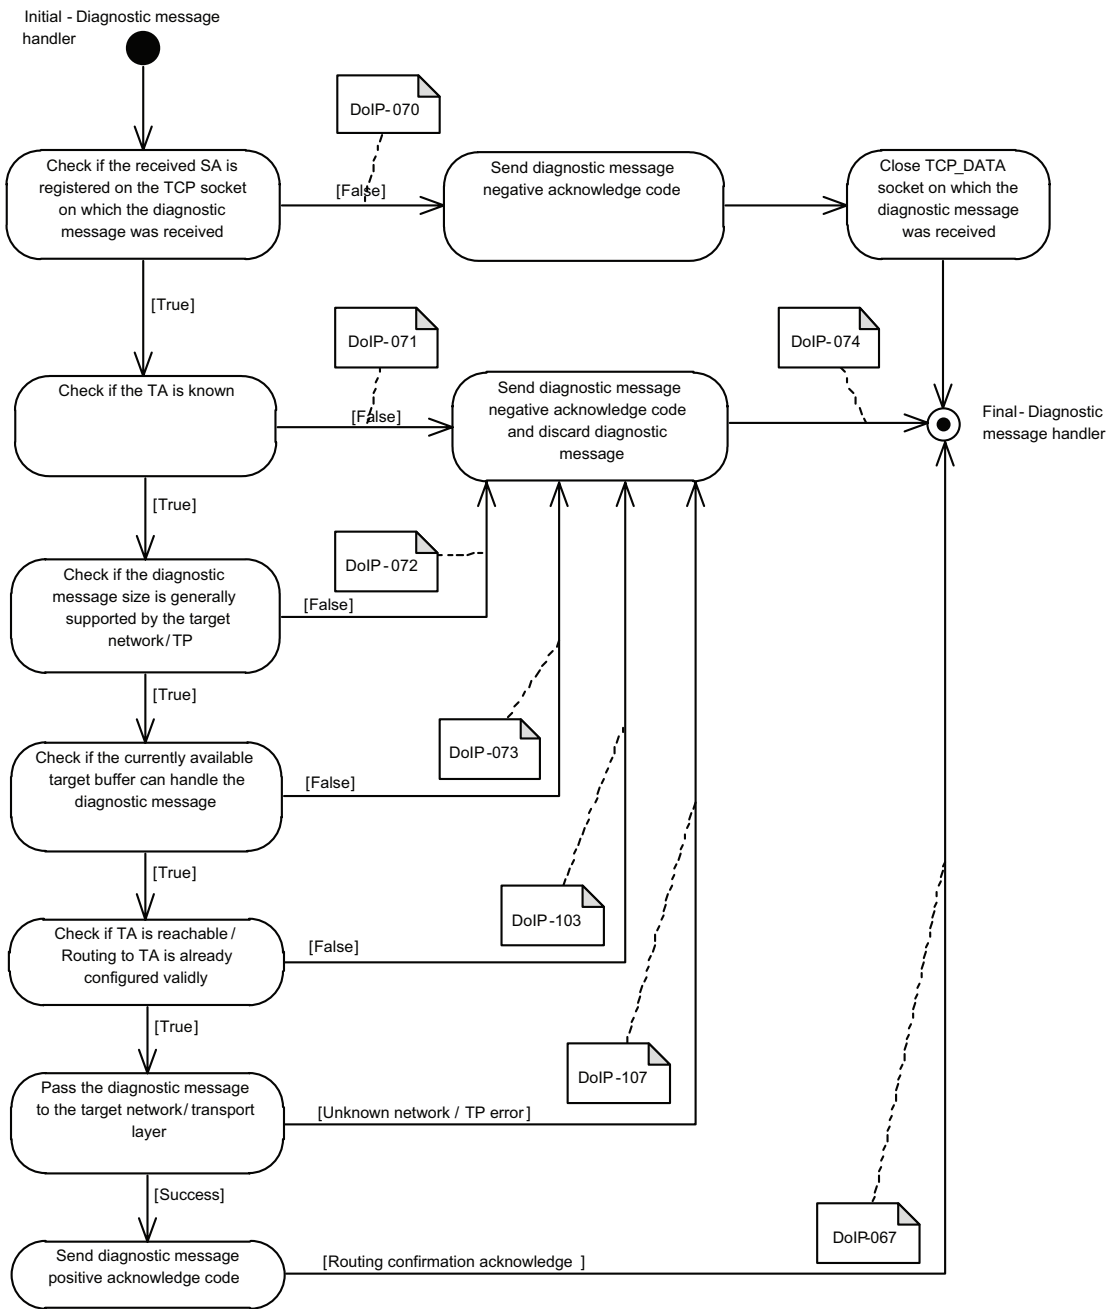 Initial - Diagnostic message
handler
DoIP-070
Check if the received SA is
registered on the TCP socket
on which the diagnostic
message was received
[False]
Send diagnostic message
negative acknowledge code
Close TCP_DATA
socket on which the
diagnostic message
was received
[True]
DoIP-071
DoIP-074
Check if the TA is known
[False]
Send diagnostic message
negative acknowledge code
and discard diagnostic
message
Final - Diagnostic
message handler
[True]
DoIP-072
Check if the diagnostic
message size is generally
supported by the target
network/TP
[False]
[True]
DoIP-073
Check if the currently available
target buffer can handle the
diagnostic message
[False]
[True]
DoIP-103
Check if TA is reachable/
Routing to TA is already
configured validly
[False]
[True]
DoIP-107
Pass the diagnostic message
to the target network/transport
layer
[Unknown network / TP error]
[Success]
DoIP-067
Send diagnostic message
positive acknowledge code
[Routing confirmation acknowledge ]